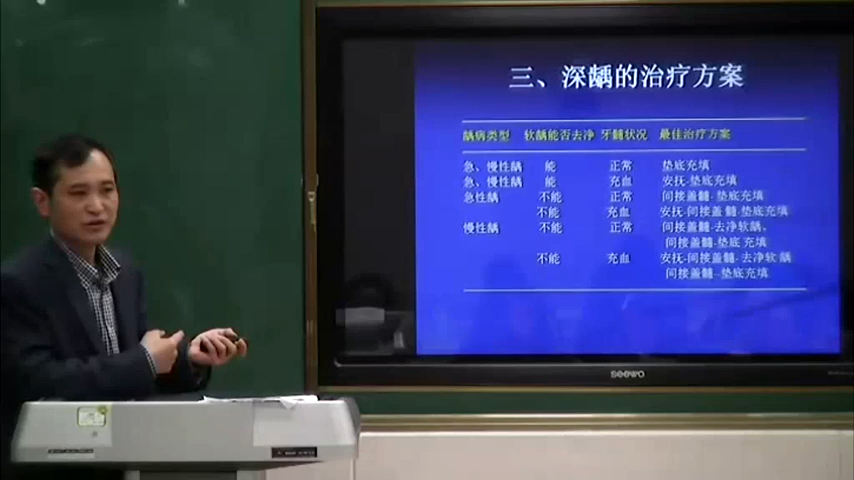 三、深龋的治疗方案
龋病类型 软龋能否去净 牙髓状况 最佳治疗方案
急、慢性龋 能 正常 垫底充填
急、慢性龋 能 充血 安抚-垫底充填
急性龋 不能 正常 间接盖髓-垫底充填
不能 充血 安抚-间接盖髓-垫底充填
慢性龋 不能 正常 间接盖髓-去净软龋、
间接盖髓-垫底充填
不能 充血 安抚-间接盖髓-去净软龋
间接盖髓-垫底充填
seewo